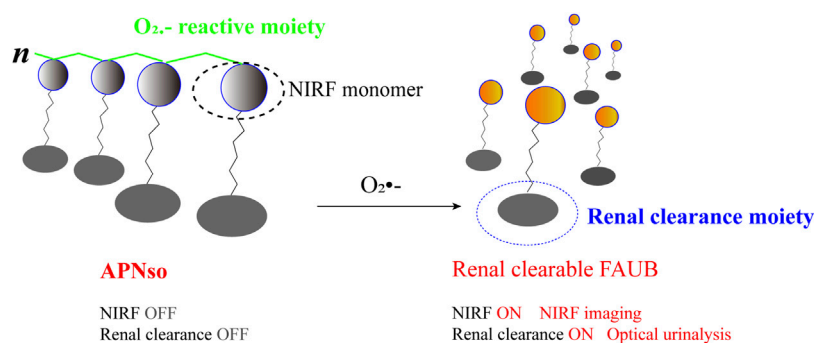 O₂.- reactive moiety
n
NIRF monomer
O₂•-
Renal clearance moiety
APNso
Renal clearable FAUB
NIRF OFF
Renal clearance OFF
NIRF ON NIRF imaging
Renal clearance ON Optical urinalysis